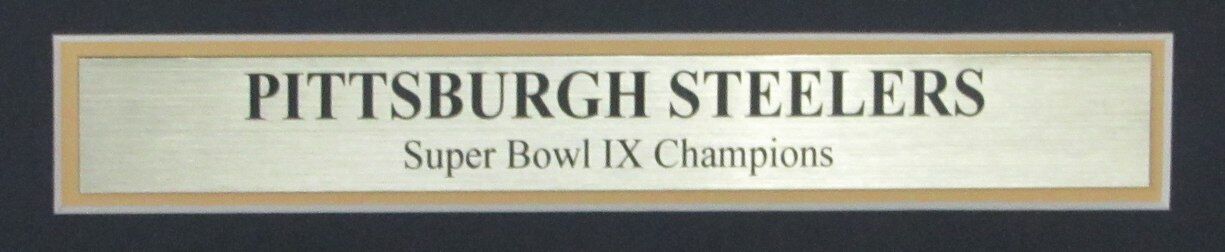 PITTSBURGH STEELERS
Super Bowl IX Champions